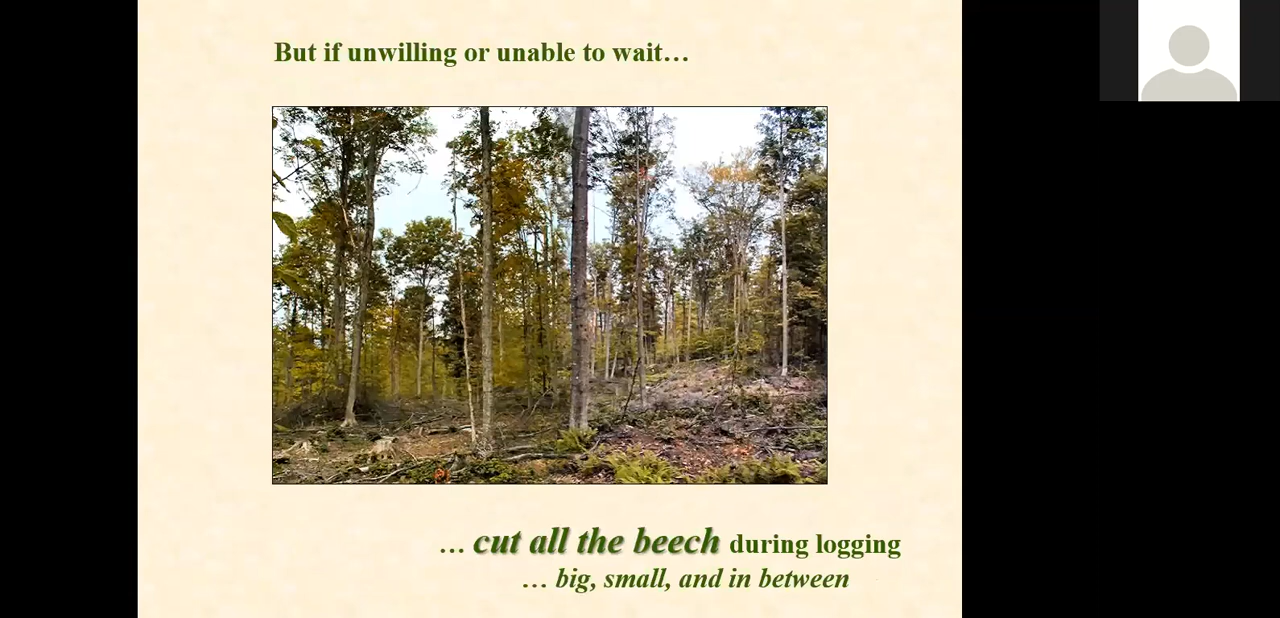 But if unwilling or unable to wait…
… cut all the beech during logging
… big, small, and in between